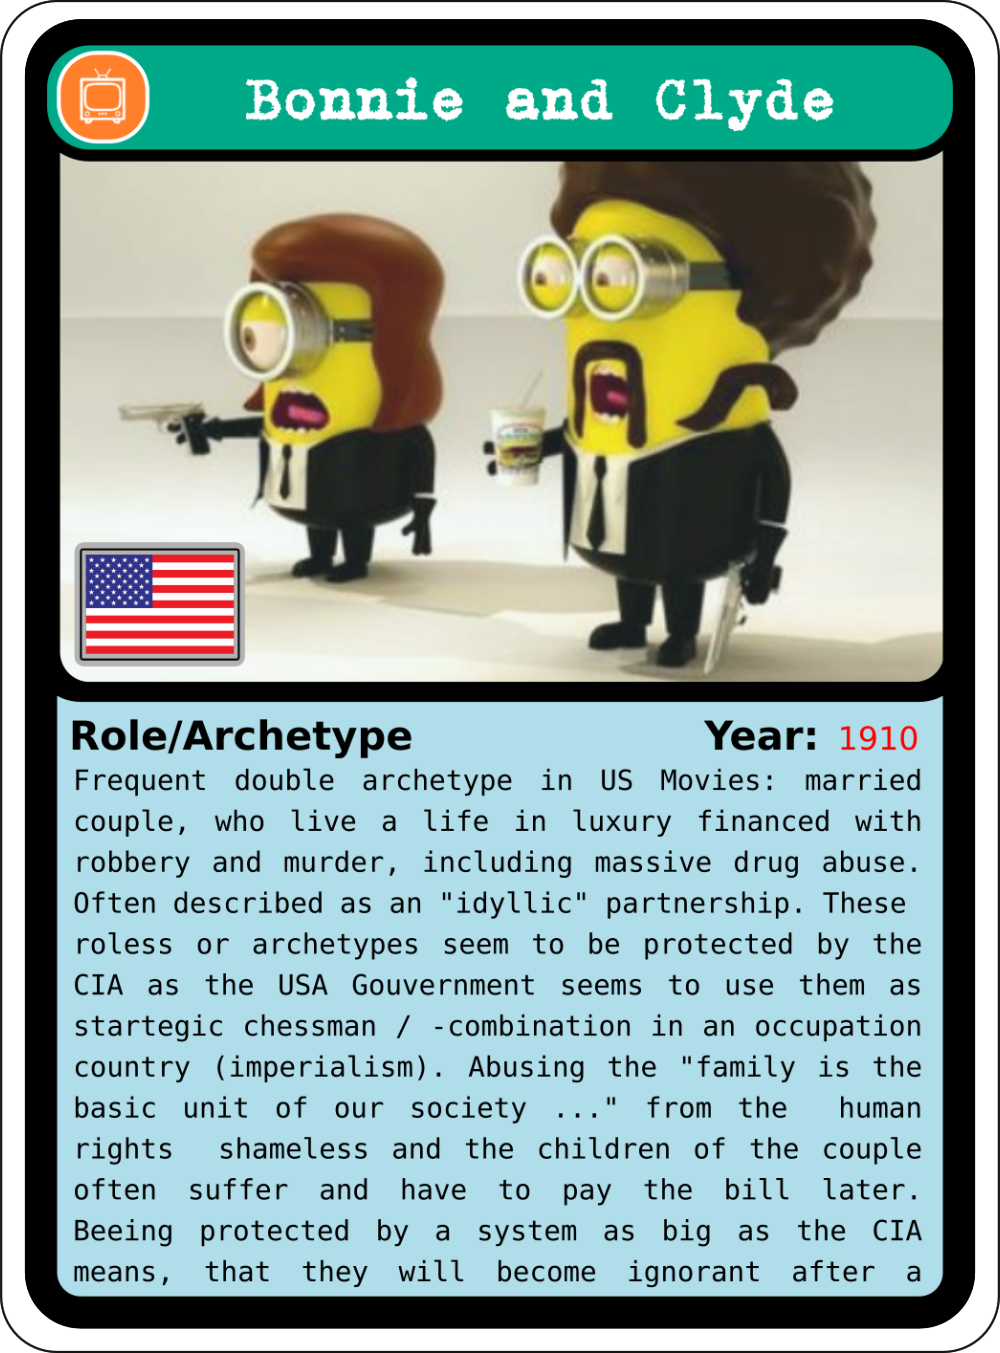 Bonnie and Clyde
Role/Archetype Year: 1910
Frequent double archetype in US Movies: married
couple, who live a life in luxury financed with
robbery and murder, including massive drug abuse.
Often described as an "idyllic" partnership. These
roless or archetypes seem to be protected by the
CIA as the USA Gouvernment seems to use them as
startegic chessman / -combination in an occupation
country (imperialism). Abusing the "family is the
basic unit of our society ..." from the human
rights shameless and the children of the couple
often suffer and have to pay the bill later.
Beeing protected by a system as big as the CIA
means, that they will become ignorant after a